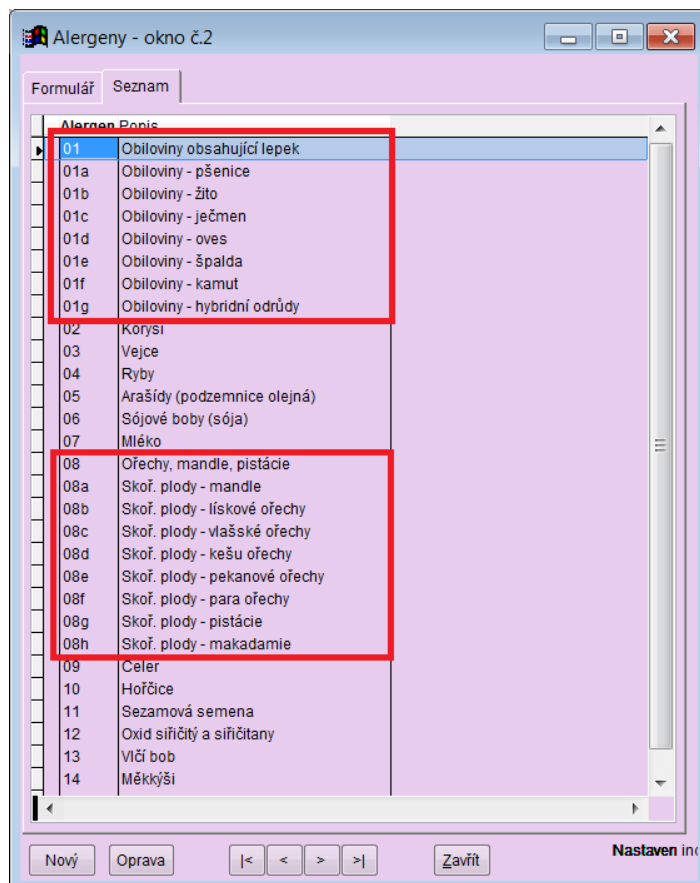 Alergeny - okno č.2
Formulář Seznam
Alergen Popis
01 Obiloviny obsahující lepek
01a Obiloviny - pšenice
01b Obiloviny - žito
01c Obiloviny - ječmen
01d Obiloviny - oves
01e Obiloviny - špalda
01f Obiloviny - kamut
01g Obiloviny - hybridní odrůdy
02 Korýši
03 Vejce
04 Ryby
05 Arašídy (podzemnice olejná)
06 Sójové boby (sója)
07 Mléko
08 Ořechy, mandle, pistácie
08a Skoř. plody - mandle
08b Skoř. plody - lískové ořechy
08c Skoř. plody - vlašské ořechy
08d Skoř. plody - kešu ořechy
08e Skoř. plody - pekanové ořechy
08f Skoř. plody - para ořechy
08g Skoř. plody - pistácie
08h Skoř. plody - makadamie
09 Celer
10 Hořčice
11 Sezamová semena
12 Oxid siřičitý a siřičitany
13 Vlčí bob
14 Měkkýši
Nový Oprava |< < > >| Zavřít Nastaven